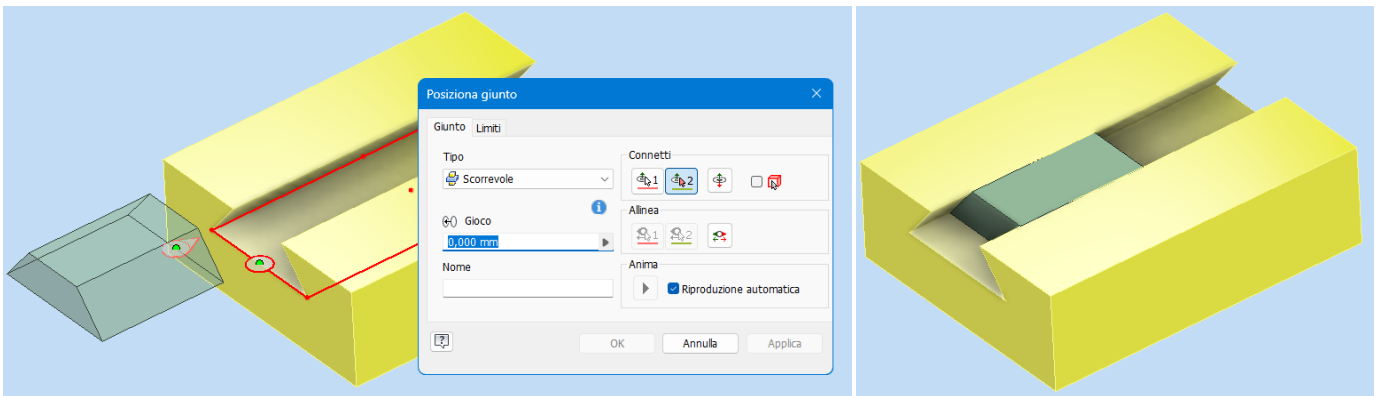 Posiziona giunto
Giunto Limiti
Tipo
Scorrevole
Gioco
0,000 mm
Nome
Connetti
1 2
Allinea
1 2
Anima
Riproduzione automatica
OK Annulla Applica